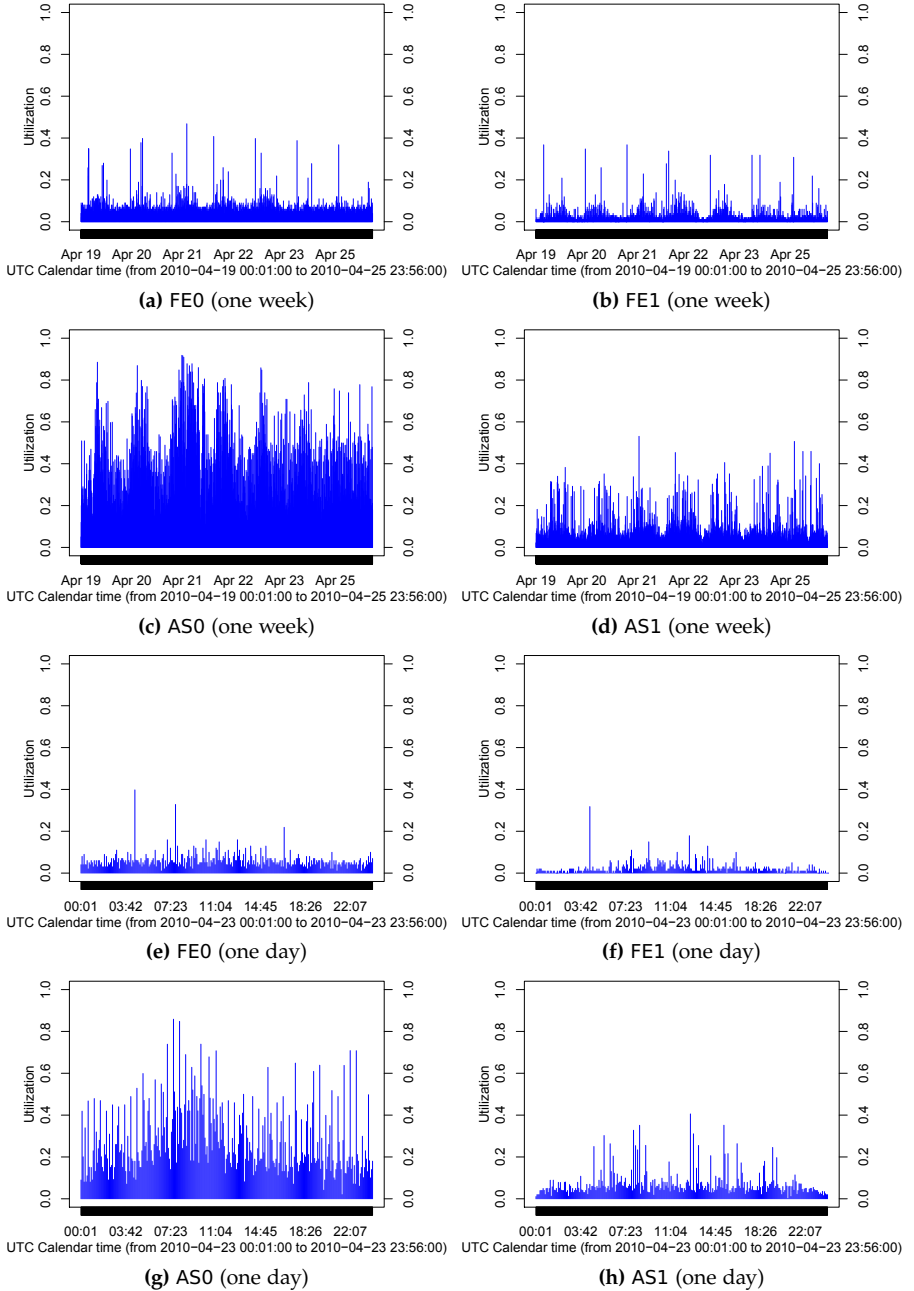 0.0 0.2 0.4 0.6 0.8 1.0
Utilization
0.0 0.2 0.4 0.6 0.8 1.0
Apr 19 Apr 20 Apr 21 Apr 22 Apr 23 Apr 25
UTC Calendar time (from 2010−04−19 00:01:00 to 2010−04−25 23:56:00)
(a) FE0 (one week)
0.0 0.2 0.4 0.6 0.8 1.0
Utilization
0.0 0.2 0.4 0.6 0.8 1.0
Apr 19 Apr 20 Apr 21 Apr 22 Apr 23 Apr 25
UTC Calendar time (from 2010−04−19 00:01:00 to 2010−04−25 23:56:00)
(b) FE1 (one week)
0.0 0.2 0.4 0.6 0.8 1.0
Utilization
0.0 0.2 0.4 0.6 0.8 1.0
Apr 19 Apr 20 Apr 21 Apr 22 Apr 23 Apr 25
UTC Calendar time (from 2010−04−19 00:01:00 to 2010−04−25 23:56:00)
(c) AS0 (one week)
0.0 0.2 0.4 0.6 0.8 1.0
Utilization
0.0 0.2 0.4 0.6 0.8 1.0
Apr 19 Apr 20 Apr 21 Apr 22 Apr 23 Apr 25
UTC Calendar time (from 2010−04−19 00:01:00 to 2010−04−25 23:56:00)
(d) AS1 (one week)
0.0 0.2 0.4 0.6 0.8 1.0
Utilization
0.0 0.2 0.4 0.6 0.8 1.0
00:01 03:42 07:23 11:04 14:45 18:26 22:07
UTC Calendar time (from 2010−04−23 00:01:00 to 2010−04−23 23:56:00)
(e) FE0 (one day)
0.0 0.2 0.4 0.6 0.8 1.0
Utilization
0.0 0.2 0.4 0.6 0.8 1.0
00:01 03:42 07:23 11:04 14:45 18:26 22:07
UTC Calendar time (from 2010−04−23 00:01:00 to 2010−04−23 23:56:00)
(f) FE1 (one day)
0.0 0.2 0.4 0.6 0.8 1.0
Utilization
0.0 0.2 0.4 0.6 0.8 1.0
00:01 03:42 07:23 11:04 14:45 18:26 22:07
UTC Calendar time (from 2010−04−23 00:01:00 to 2010−04−23 23:56:00)
(g) AS0 (one day)
0.0 0.2 0.4 0.6 0.8 1.0
Utilization
0.0 0.2 0.4 0.6 0.8 1.0
00:01 03:42 07:23 11:04 14:45 18:26 22:07
UTC Calendar time (from 2010−04−23 00:01:00 to 2010−04−23 23:56:00)
(h) AS1 (one day)